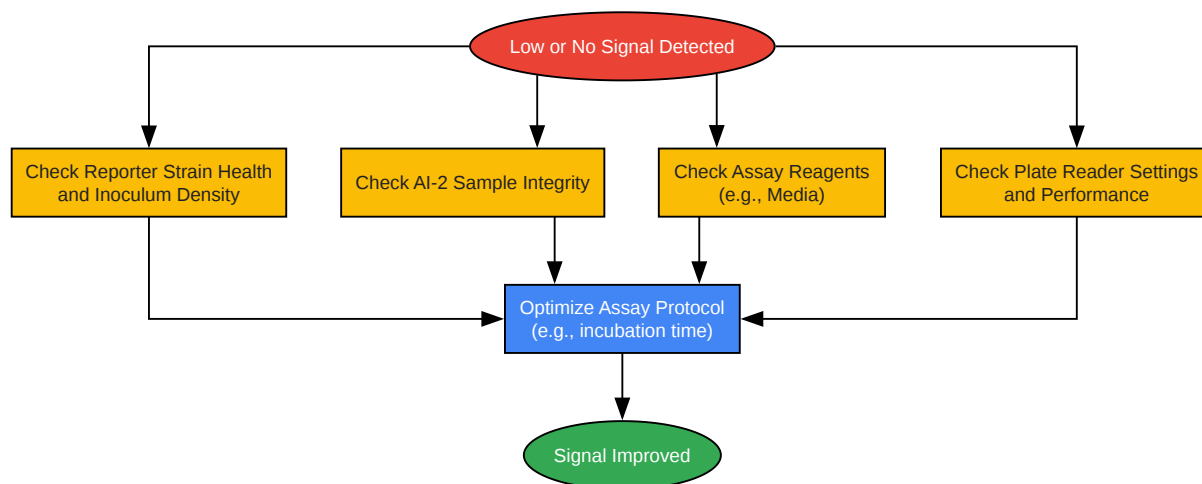 Low or No Signal Detected
Check Reporter Strain Health
and Inoculum Density
Check AI-2 Sample Integrity
Check Assay Reagents
(e.g., Media)
Check Plate Reader Settings
and Performance
Optimize Assay Protocol
(e.g., incubation time)
Signal Improved